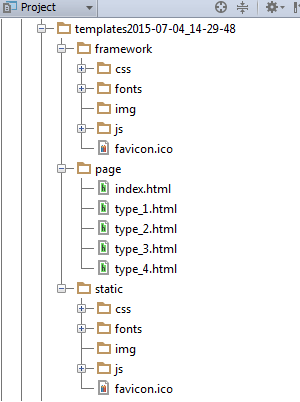 Project
templates2015-07-04_14-29-48
framework
css
fonts
img
js
favicon.ico
page
index.html
type_1.html
type_2.html
type_3.html
type_4.html
static
css
fonts
img
js
favicon.ico